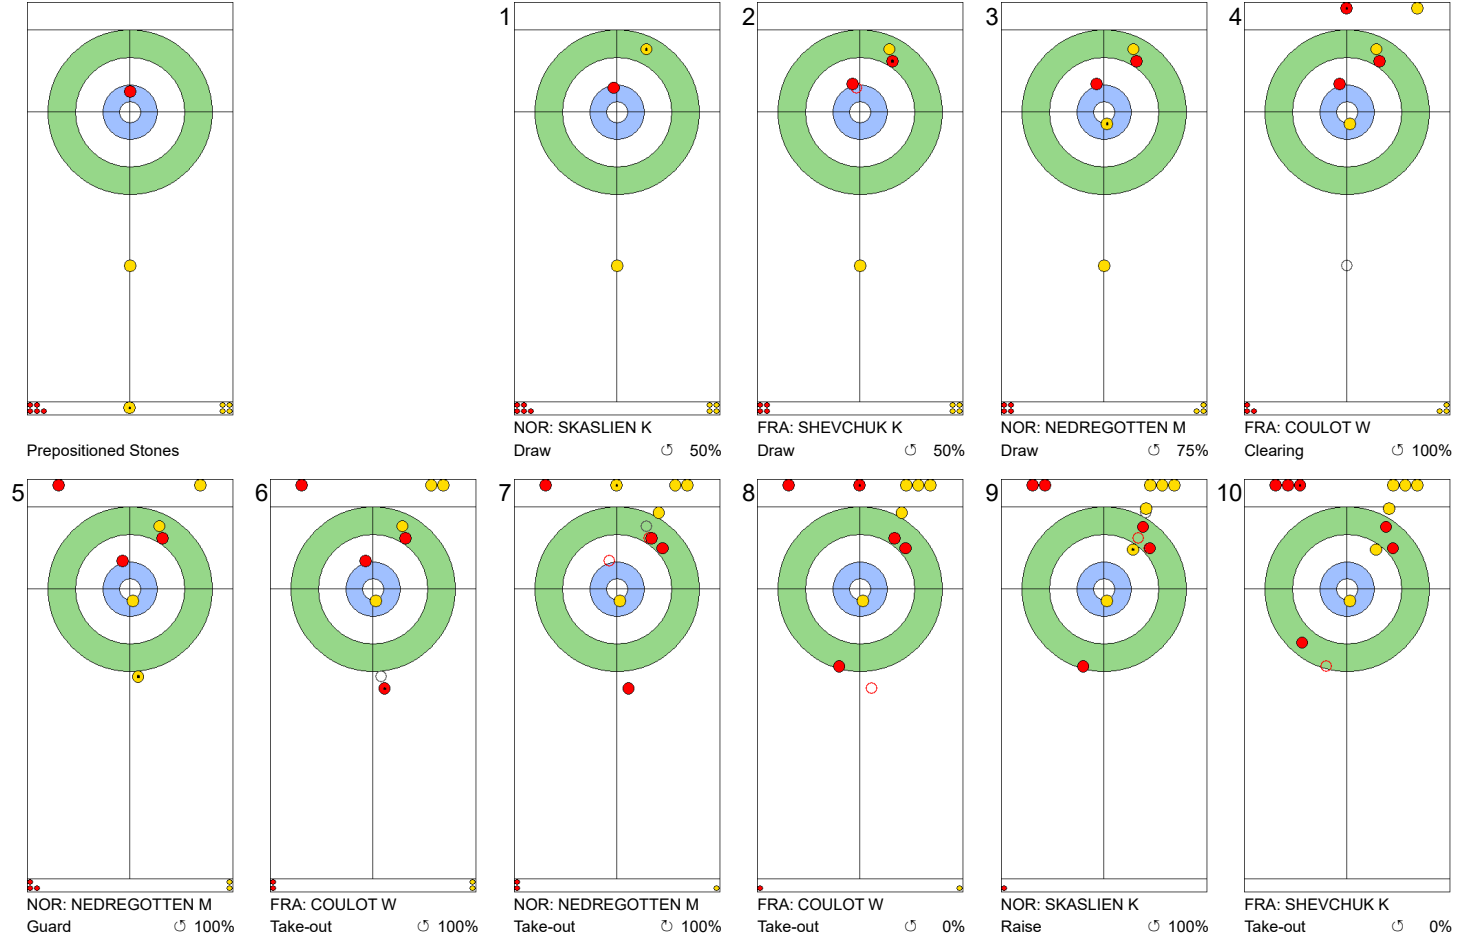 1
2
3
4
Prepositioned Stones
NOR: SKASLIEN K
Draw 50%
FRA: SHEVCHUK K
Draw 50%
NOR: NEDREGOTTEN M
Draw 75%
FRA: COULOT W
Clearing 100%
5
6
7
8
9
10
NOR: NEDREGOTTEN M
Guard 100%
FRA: COULOT W
Take-out 100%
NOR: NEDREGOTTEN M
Take-out 100%
FRA: COULOT W
Take-out 0%
NOR: SKASLIEN K
Raise 100%
FRA: SHEVCHUK K
Take-out 0%